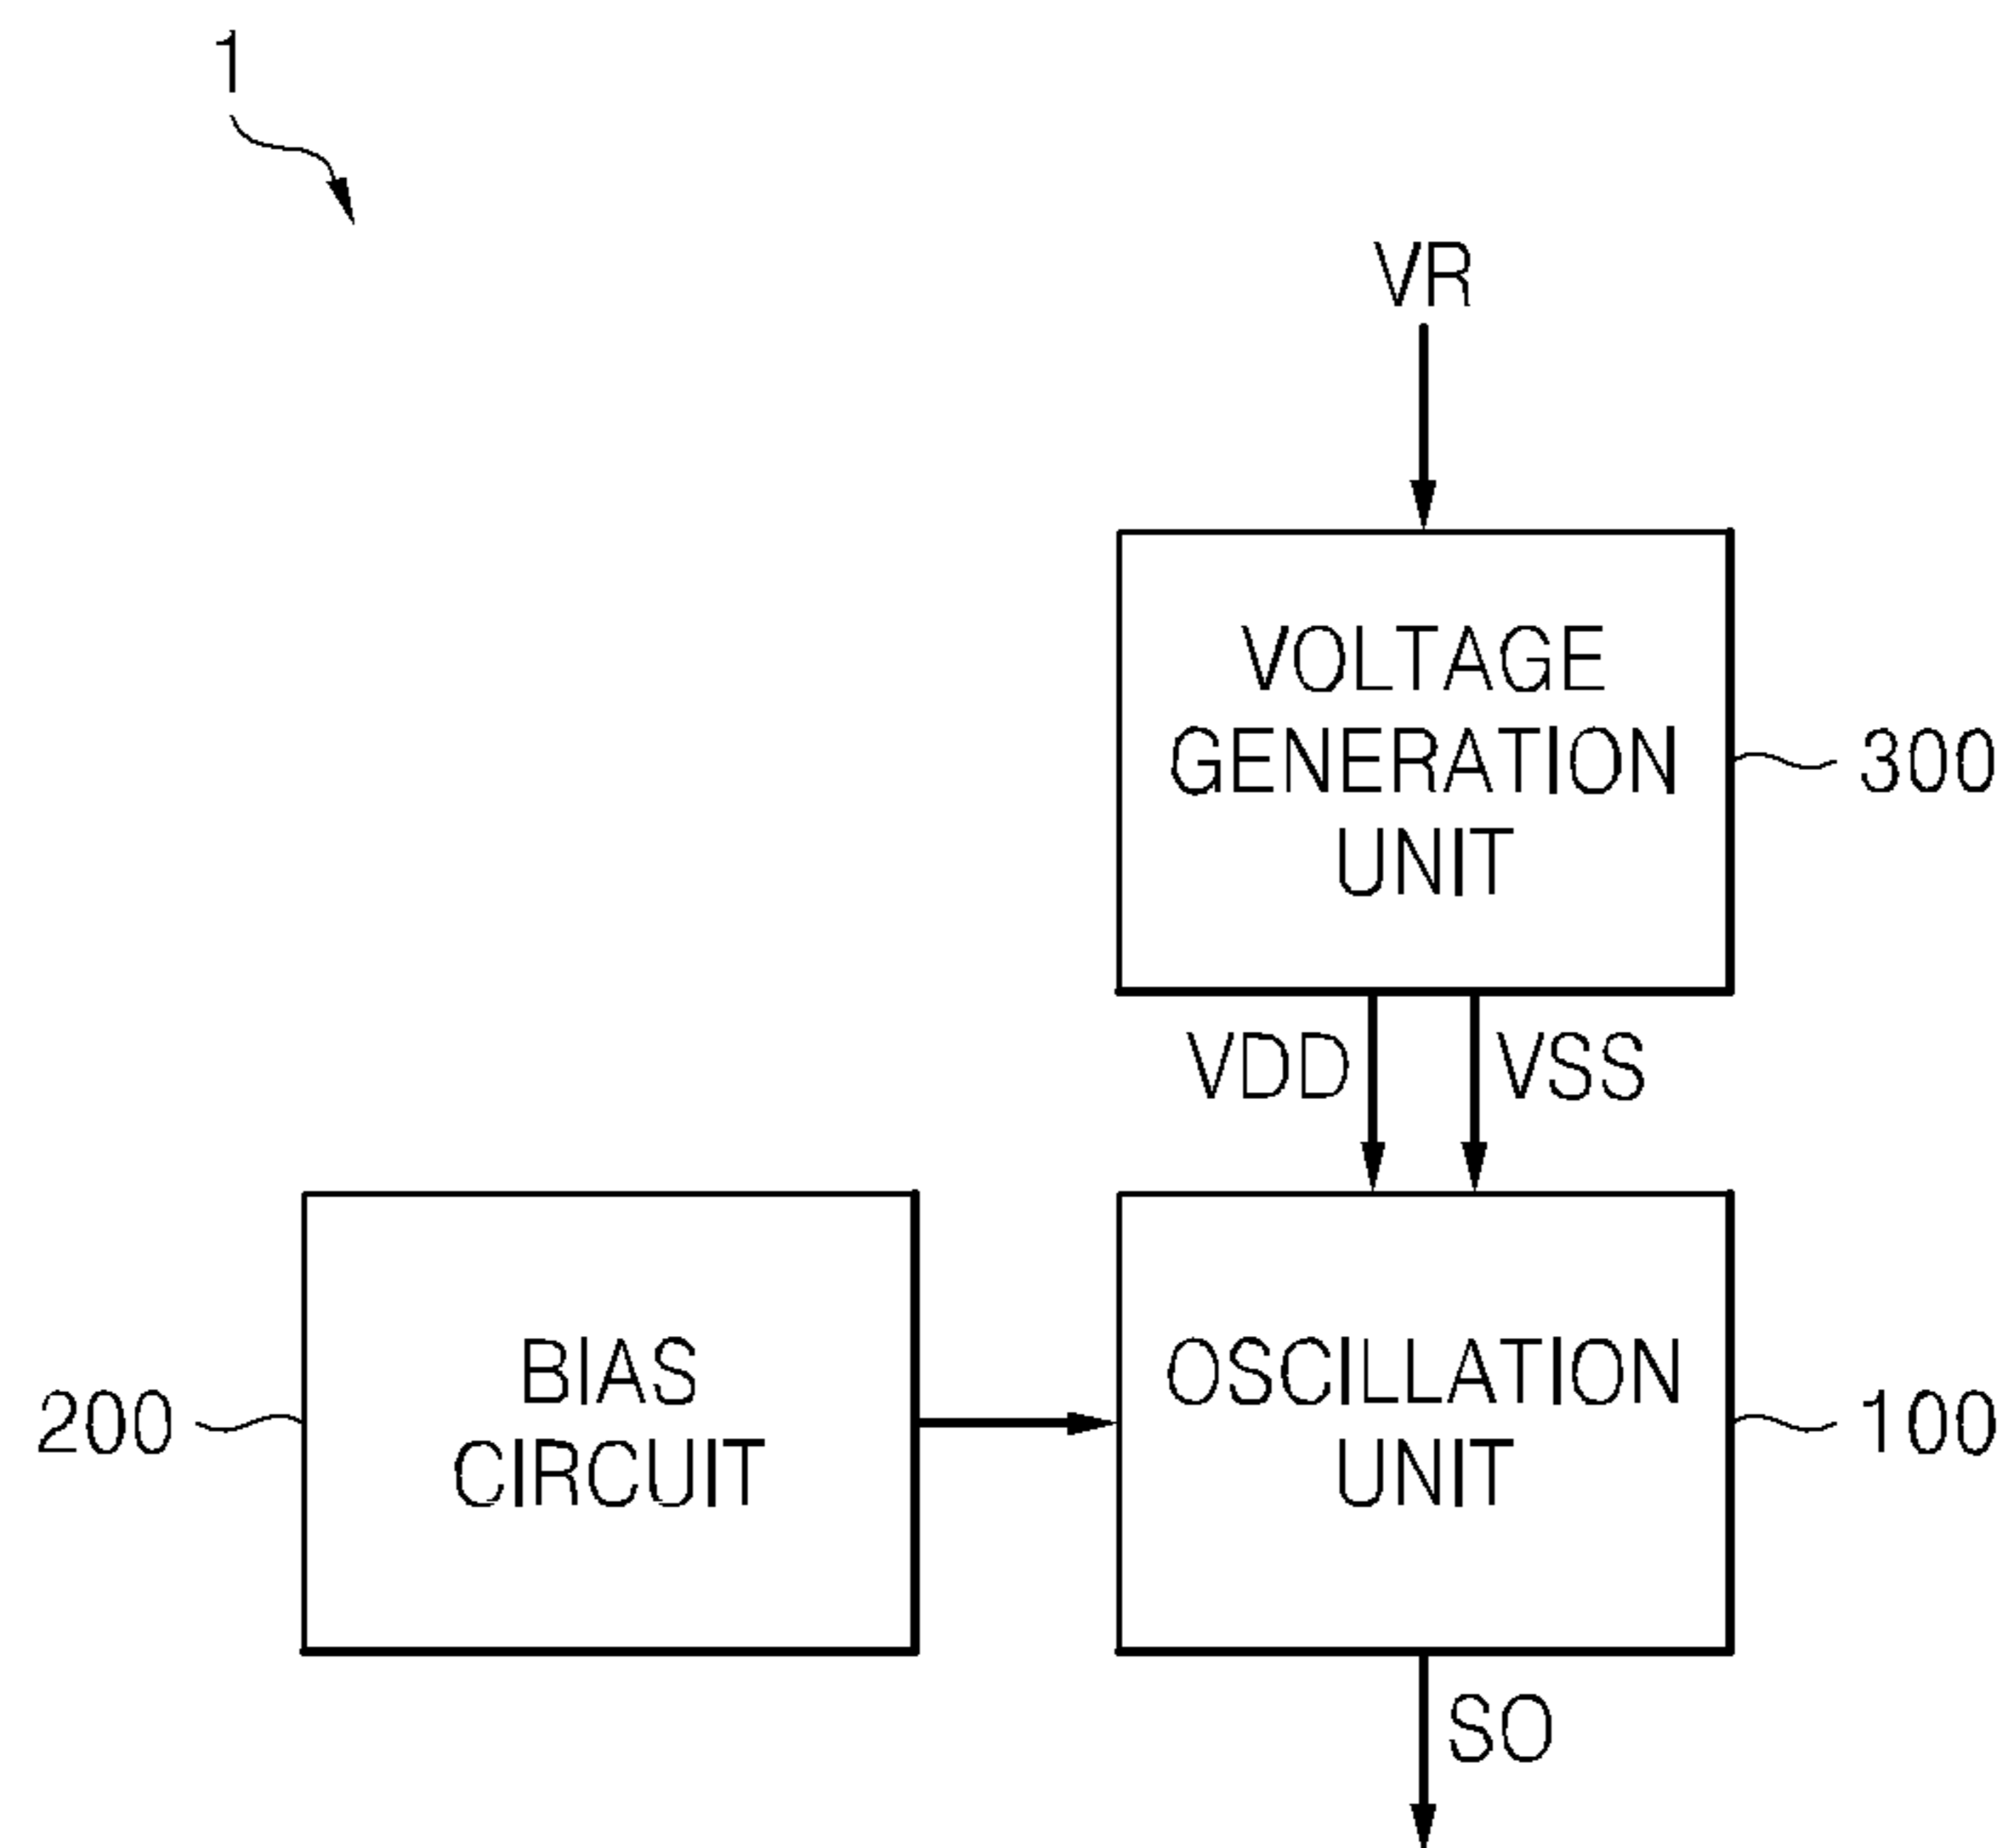 1
VR
VOLTAGE
GENERATION
UNIT
300
VDD
VSS
200
BIAS
CIRCUIT
OSCILLATION
UNIT
100
SO